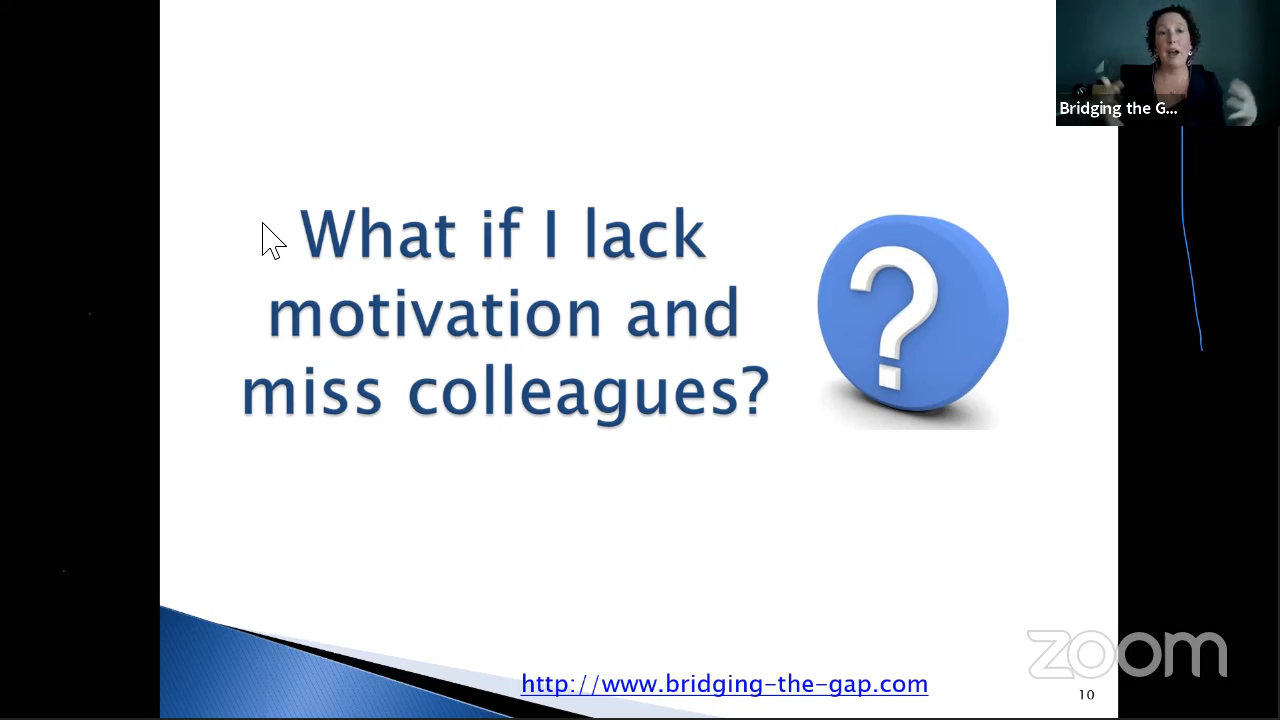 Bridging the G...
What if I lack
motivation and
miss colleagues?
?
zoom
http://www.bridging-the-gap.com
10